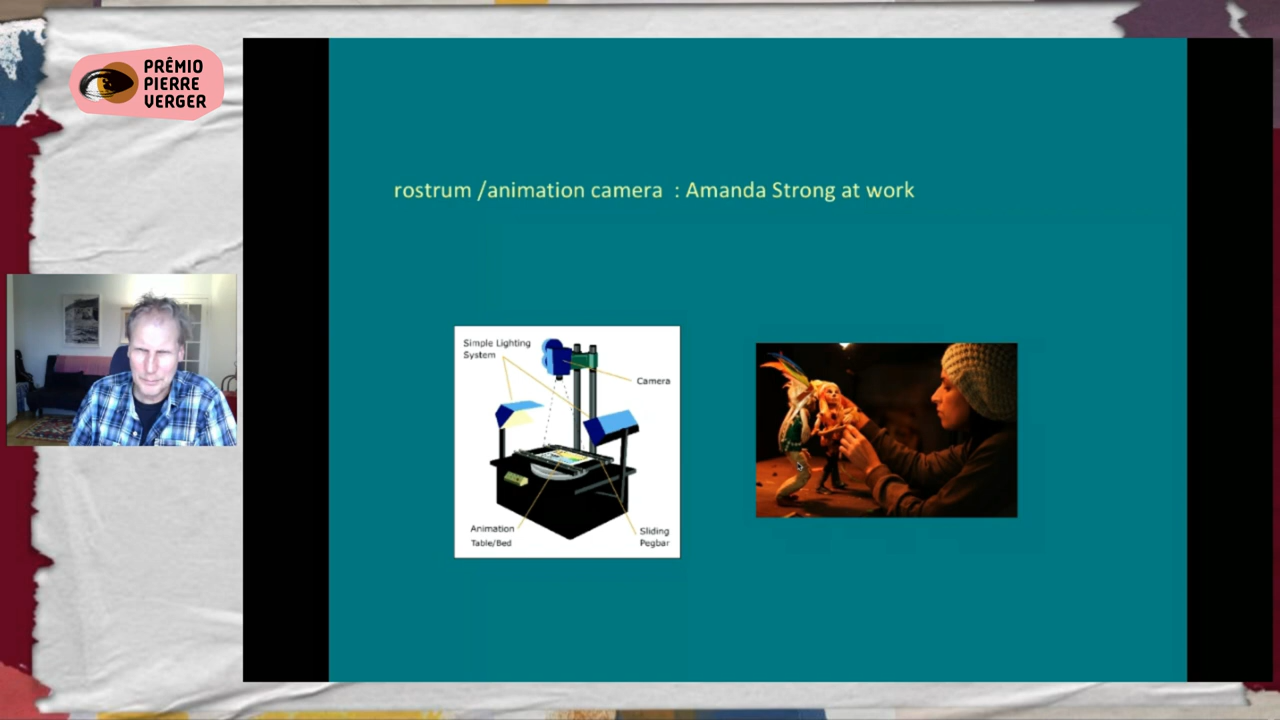 PRÊMIO
PIERRE
VERGER
rostrum /animation camera  : Amanda Strong at work
Simple Lighting
System
Camera
Animation
Table/Bed
Sliding
Pegbar